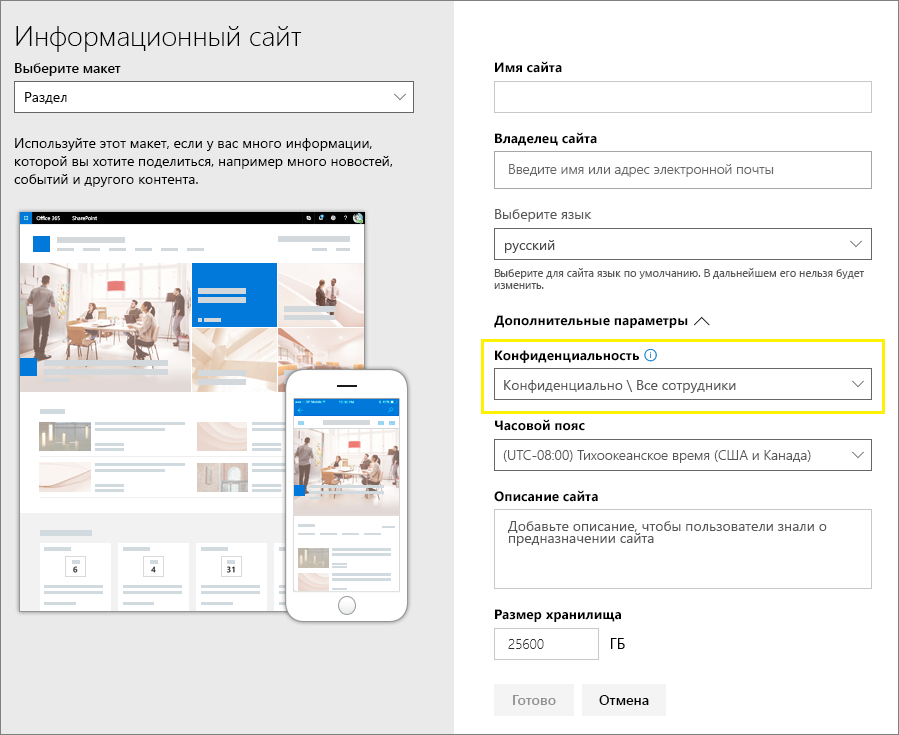 Информационный сайт
Выберите макет
Раздел
Используйте этот макет, если у вас много информации,
которой вы хотите поделиться, например много новостей,
событий и другого контента.
Office 365 SharePoint
?
6 4 31
Имя сайта
Владелец сайта
Введите имя или адрес электронной почты
Выберите язык
русский
Выберите для сайта язык по умолчанию. В дальнейшем его нельзя будет
изменить.
Дополнительные параметры
Конфиденциальность
Конфиденциально \ Все сотрудники
Часовой пояс
(UTC-08:00) Тихоокеанское время (США и Канада)
Описание сайта
Добавьте описание, чтобы пользователи знали о
предназначении сайта
Размер хранилища
25600 ГБ
Готово Отмена